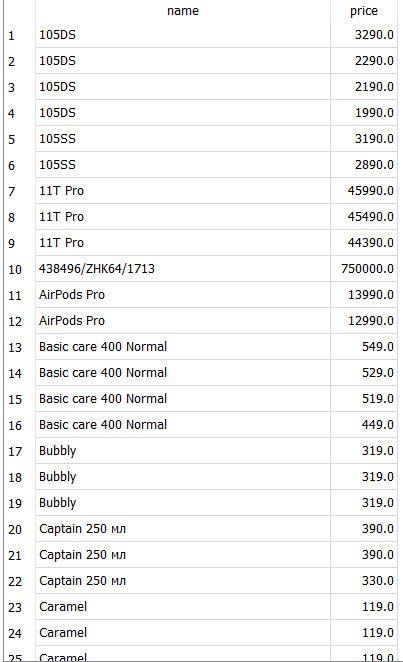 name price
1 105DS 3290.0
2 105DS 2290.0
3 105DS 2190.0
4 105DS 1990.0
5 105SS 3190.0
6 105SS 2890.0
7 11T Pro 45990.0
8 11T Pro 45490.0
9 11T Pro 44390.0
10 438496/ZHK64/1713 750000.0
11 AirPods Pro 13990.0
12 AirPods Pro 12990.0
13 Basic care 400 Normal 549.0
14 Basic care 400 Normal 529.0
15 Basic care 400 Normal 519.0
16 Basic care 400 Normal 449.0
17 Bubbly 319.0
18 Bubbly 319.0
19 Bubbly 319.0
20 Captain 250 мл 390.0
21 Captain 250 мл 390.0
22 Captain 250 мл 330.0
23 Caramel 119.0
24 Caramel 119.0
25 Caramel 119.0